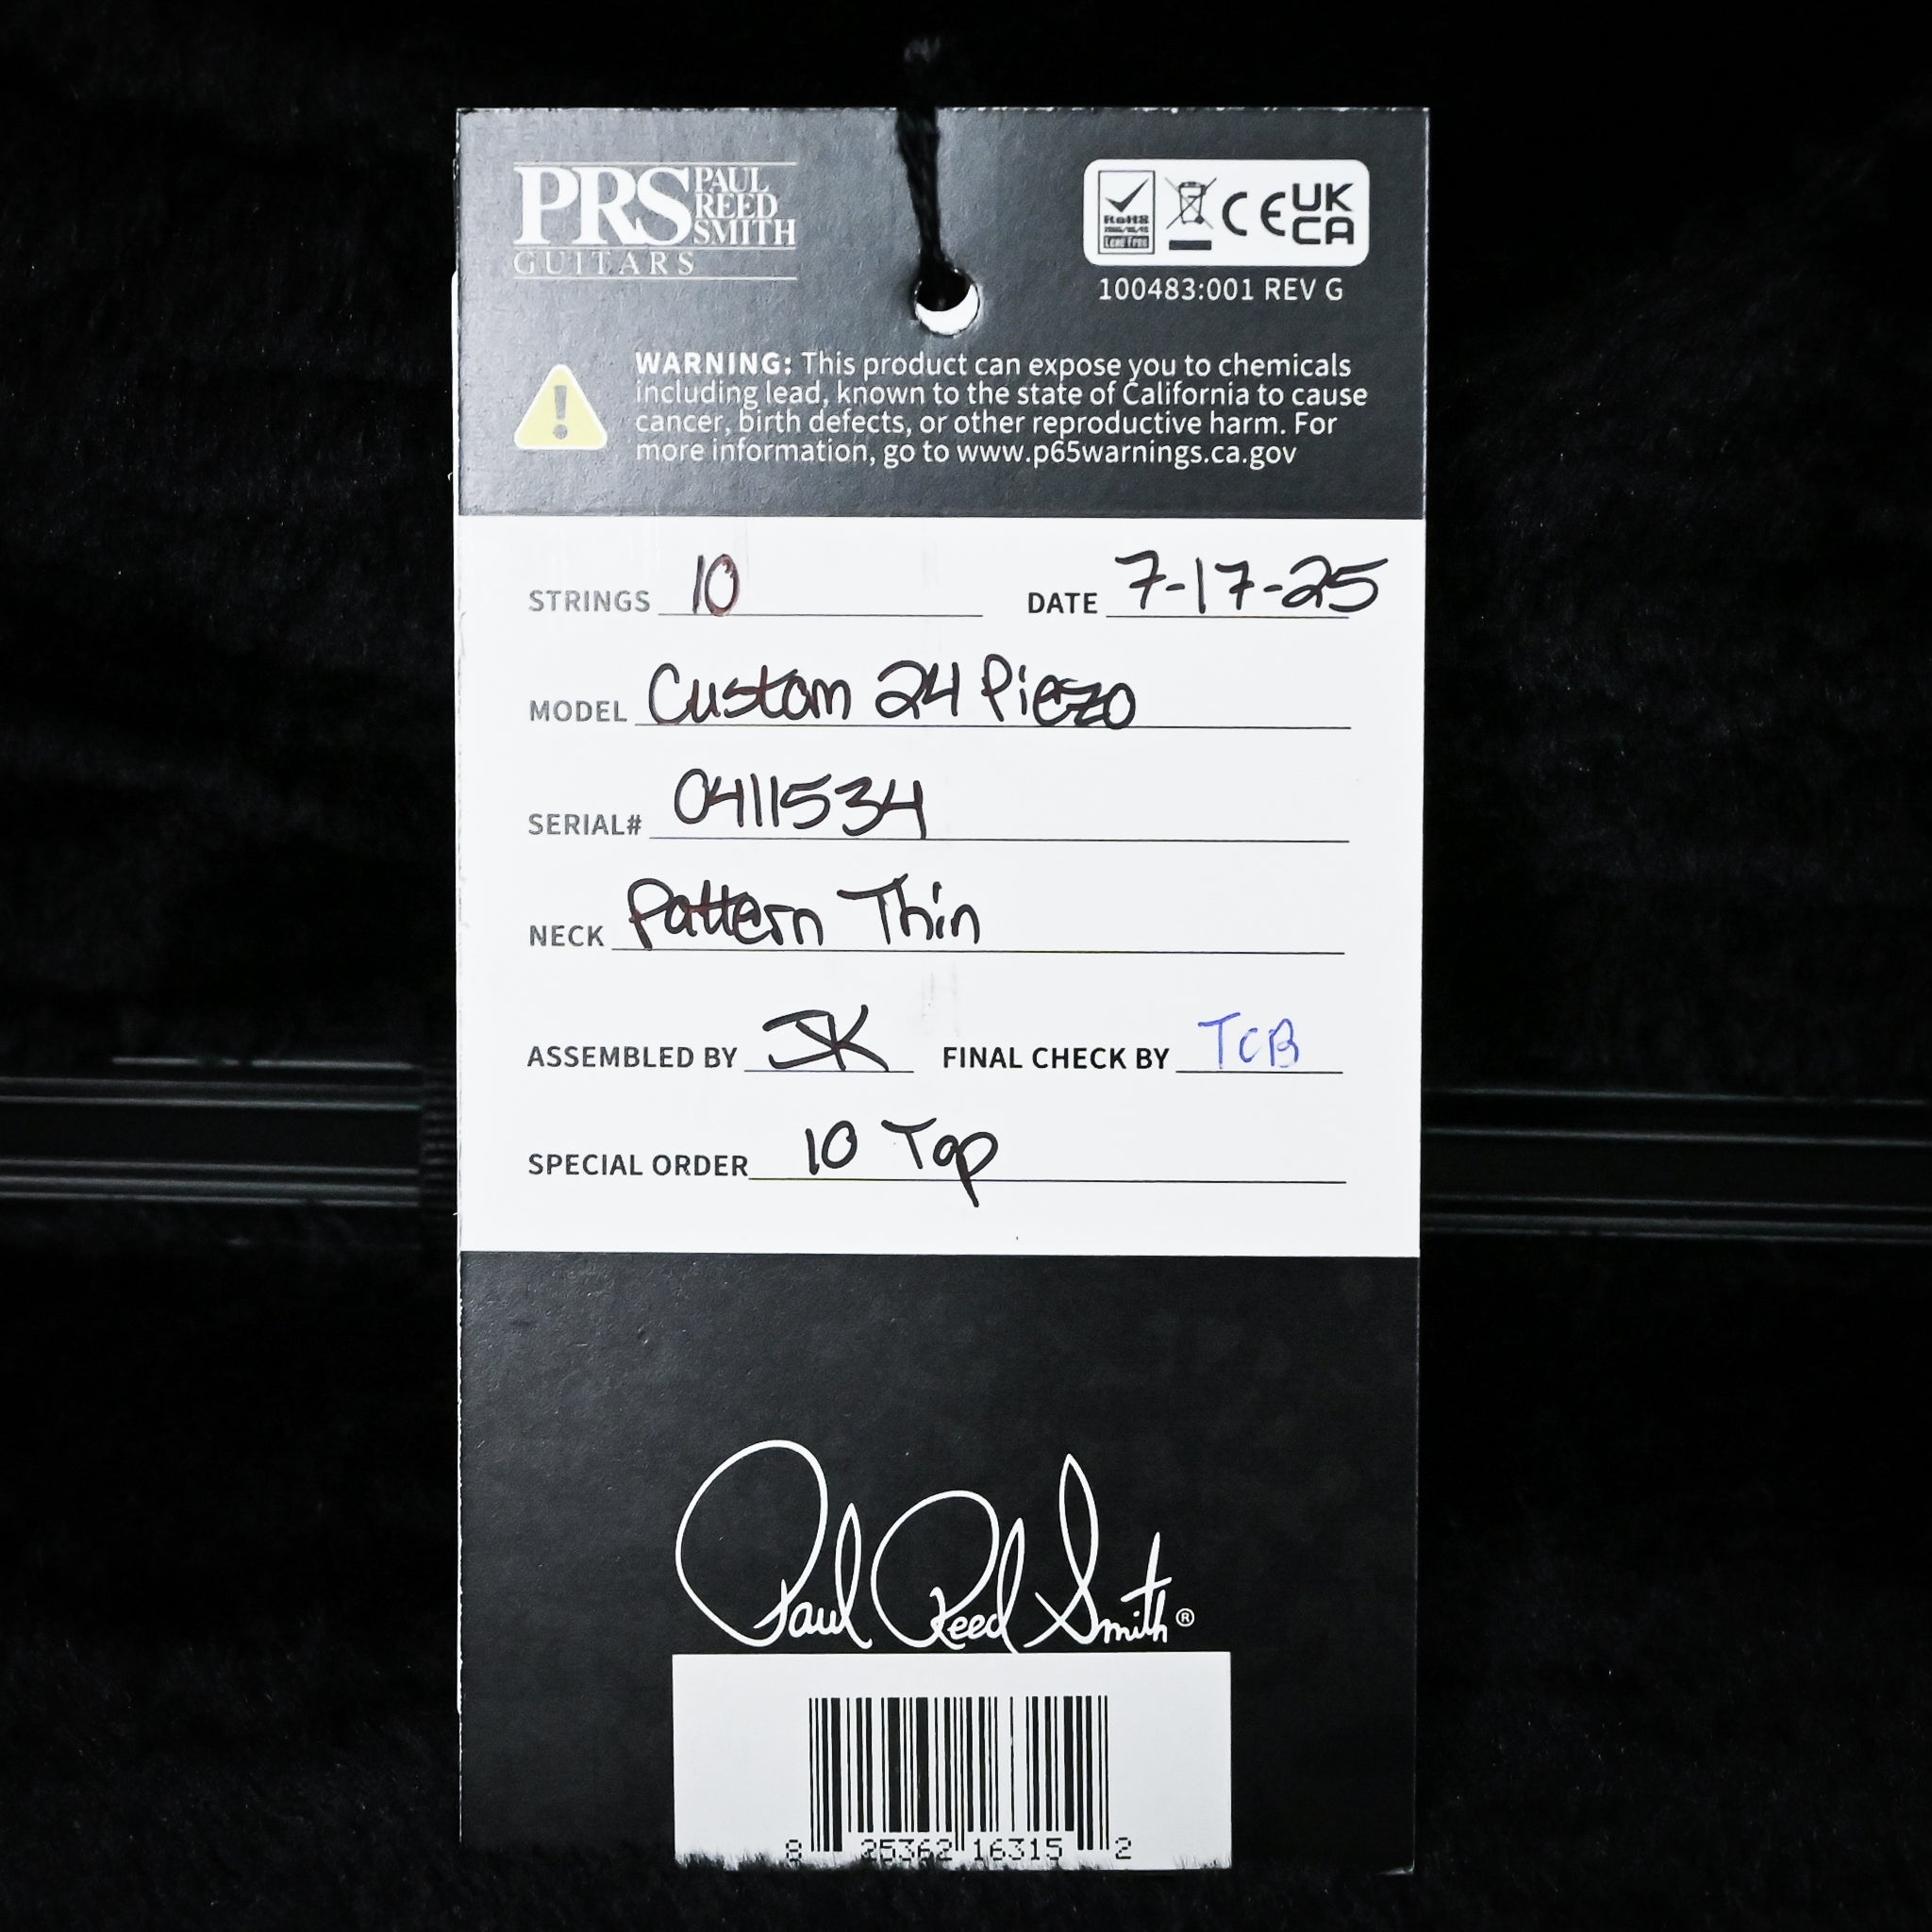 PRS PAUL
REED
SMITH
GUITARS
RoHS
Lead Free
CE UK
CA
100483:001 REV G
WARNING: This product can expose you to chemicals
including lead, known to the state of California to cause
cancer, birth defects, or other reproductive harm. For
more information, go to www.p65warnings.ca.gov
STRINGS 10 DATE 7-17-25
MODEL Custom 24 Piezo
SERIAL# 0411534
NECK Pattern Thin
ASSEMBLED BY JK FINAL CHECK BY TCB
SPECIAL ORDER 10 Top
Paul Reed Smith®
8 25362 16315 2